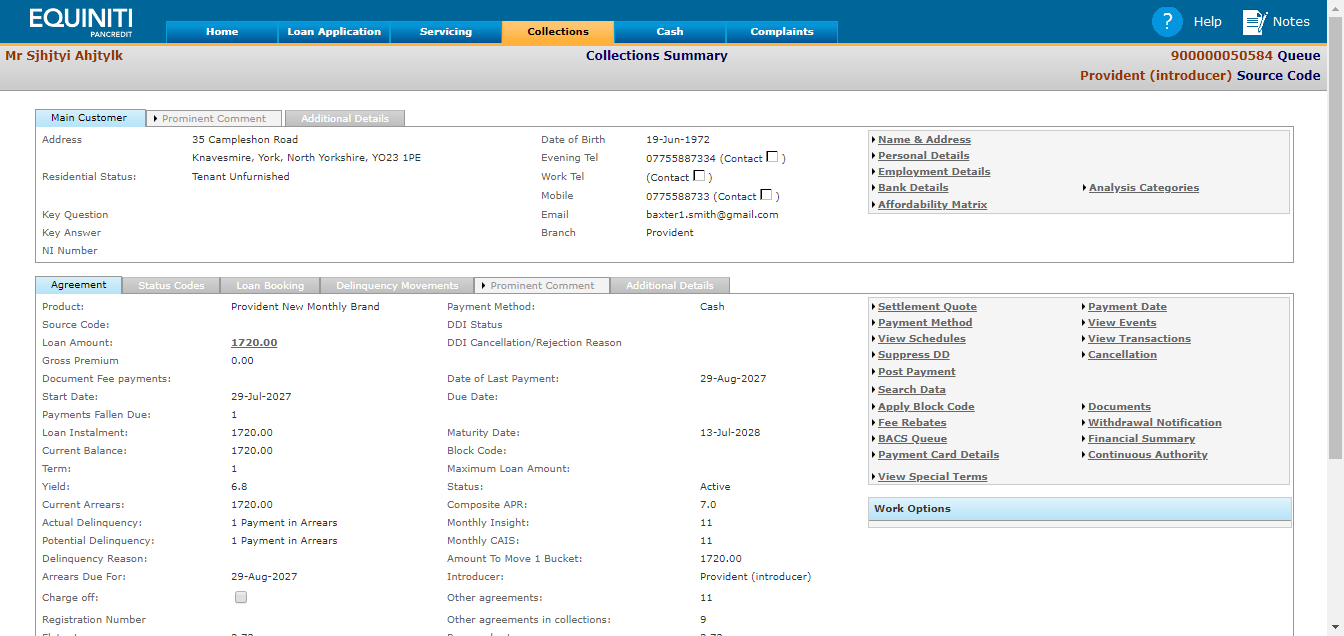 EQUINITI
PANCREDIT
Home Loan Application Servicing Collections Cash Complaints
? Help Notes
Mr Sjhjtyi Ahjtylk Collections Summary 900000050584 Queue
Provident (introducer) Source Code
Main Customer Prominent Comment Additional Details
Address 35 Campleshon Road Date of Birth 19-Jun-1972 Name & Address
Knavesmire, York, North Yorkshire, YO23 1PE Evening Tel 07755887334 (Contact ) Personal Details
Residential Status: Tenant Unfurnished Work Tel (Contact ) Employment Details
Mobile 0775588733 (Contact ) Bank Details Analysis Categories
Key Question Email baxter1.smith@gmail.com Affordability Matrix
Key Answer Branch Provident
NI Number
Agreement Status Codes Loan Booking Delinquency Movements Prominent Comment Additional Details
Product: Provident New Monthly Brand Payment Method: Cash Settlement Quote Payment Date
Source Code: DDI Status Payment Method View Events
Loan Amount: 1720.00 DDI Cancellation/Rejection Reason View Schedules View Transactions
Gross Premium 0.00 Suppress DD Cancellation
Document Fee payments: Date of Last Payment: 29-Aug-2027 Post Payment
Start Date: 29-Jul-2027 Due Date: Search Data
Payments Fallen Due: 1 Apply Block Code Documents
Loan Instalment: 1720.00 Maturity Date: 13-Jul-2028 Fee Rebates Withdrawal Notification
Current Balance: 1720.00 Block Code: BACS Queue Financial Summary
Term: 1 Maximum Loan Amount: Payment Card Details Continuous Authority
Yield: 6.8 Status: Active View Special Terms
Current Arrears: 1720.00 Composite APR: 7.0 Work Options
Actual Delinquency: 1 Payment in Arrears Monthly Insight: 11
Potential Delinquency: 1 Payment in Arrears Monthly CAIS: 11
Delinquency Reason: Amount To Move 1 Bucket: 1720.00
Arrears Due For: 29-Aug-2027 Introducer: Provident (introducer)
Charge off: Other agreements: 11
Registration Number Other agreements in collections: 9